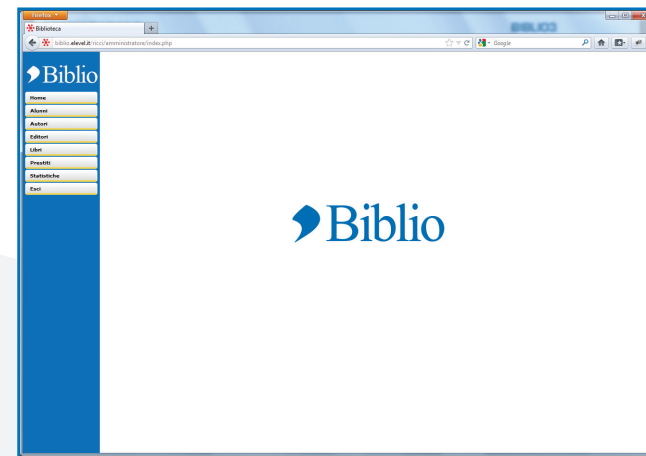 Firefox
Biblioteca
+
biblio.alevel.it/ricci/amministratore/index.php
Google
Biblio
Home
Alunni
Autori
Editori
Libri
Prestiti
Statistiche
Esci
Biblio